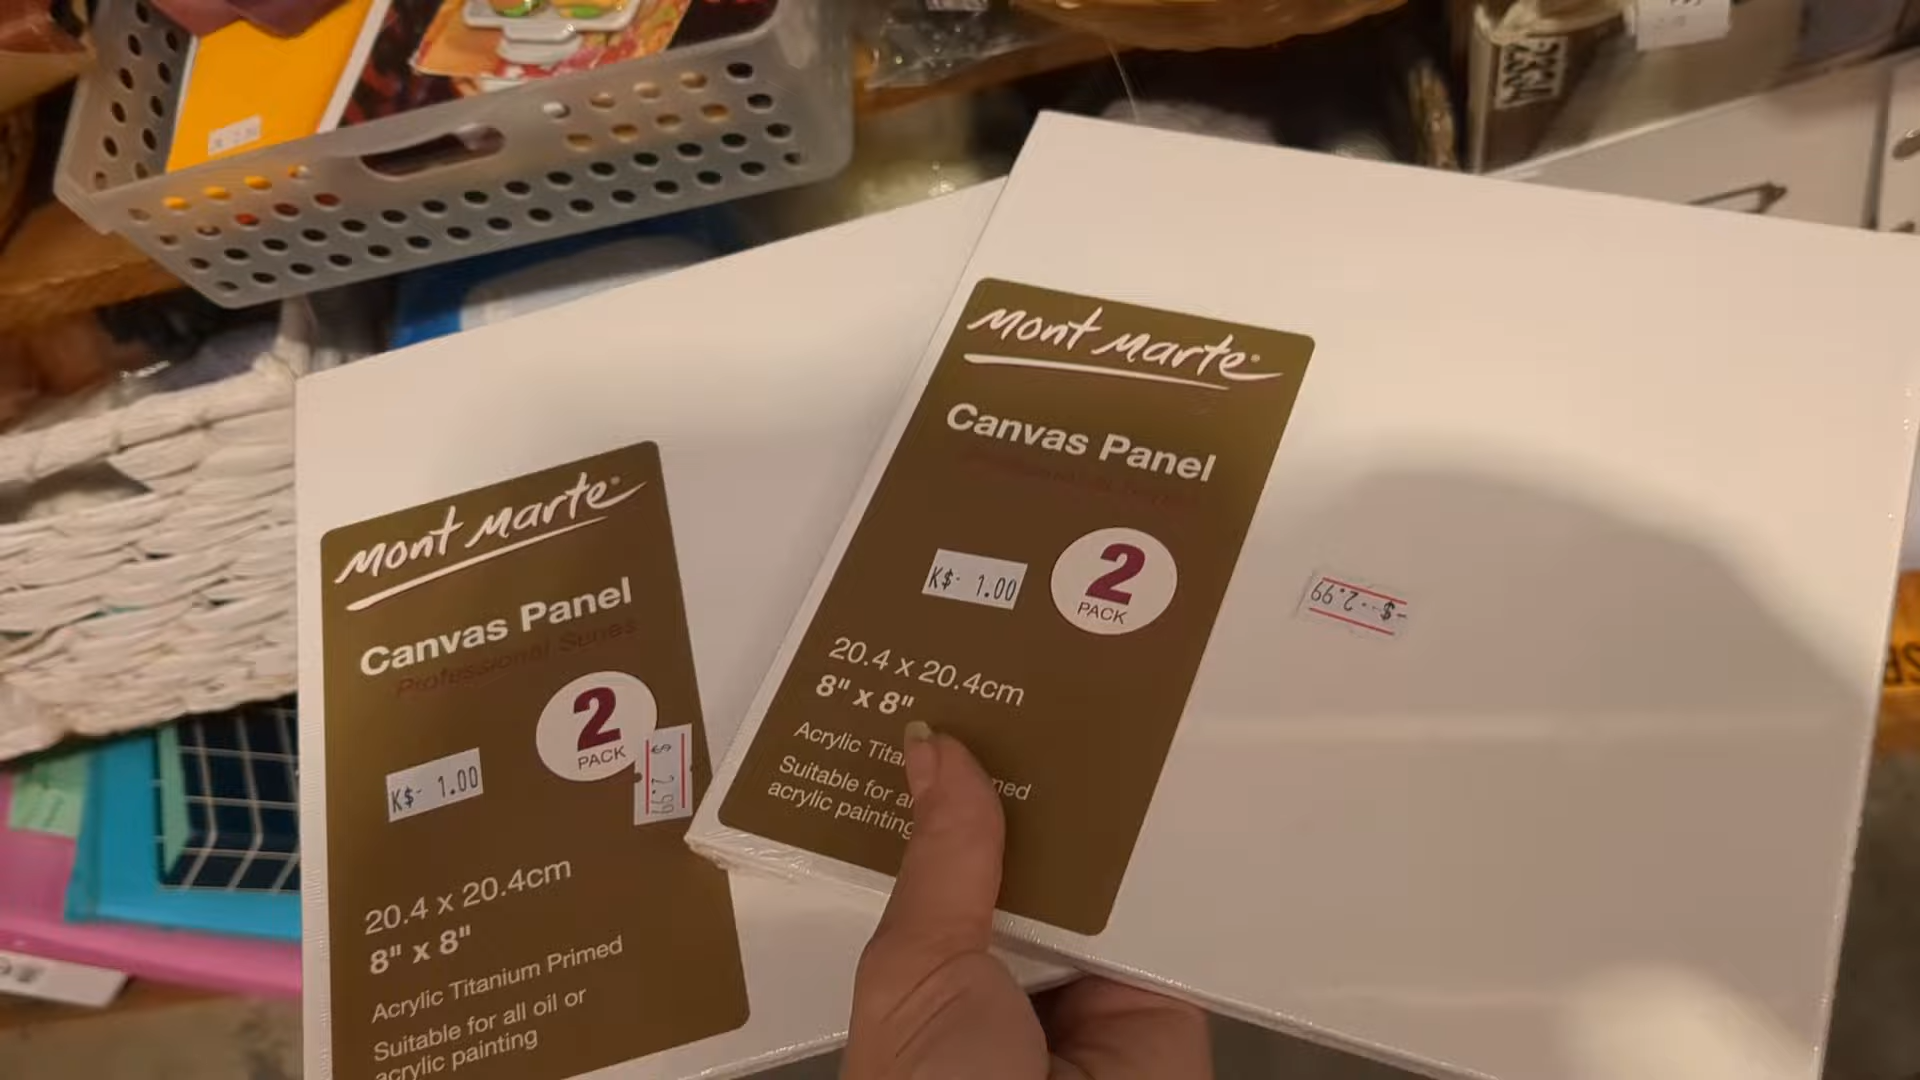 Mont Marte®
Canvas Panel
Professional Series
2
PACK
K$- 1.00
$ 2.99
20.4 x 20.4cm
8" x 8"
Acrylic Titanium Primed
Suitable for all oil or
acrylic painting
Mont Marte®
Canvas Panel
2
PACK
K$- 1.00
-$--2.99
20.4 x 20.4cm
8" x 8"
Acrylic
Suitable for
acrylic painting